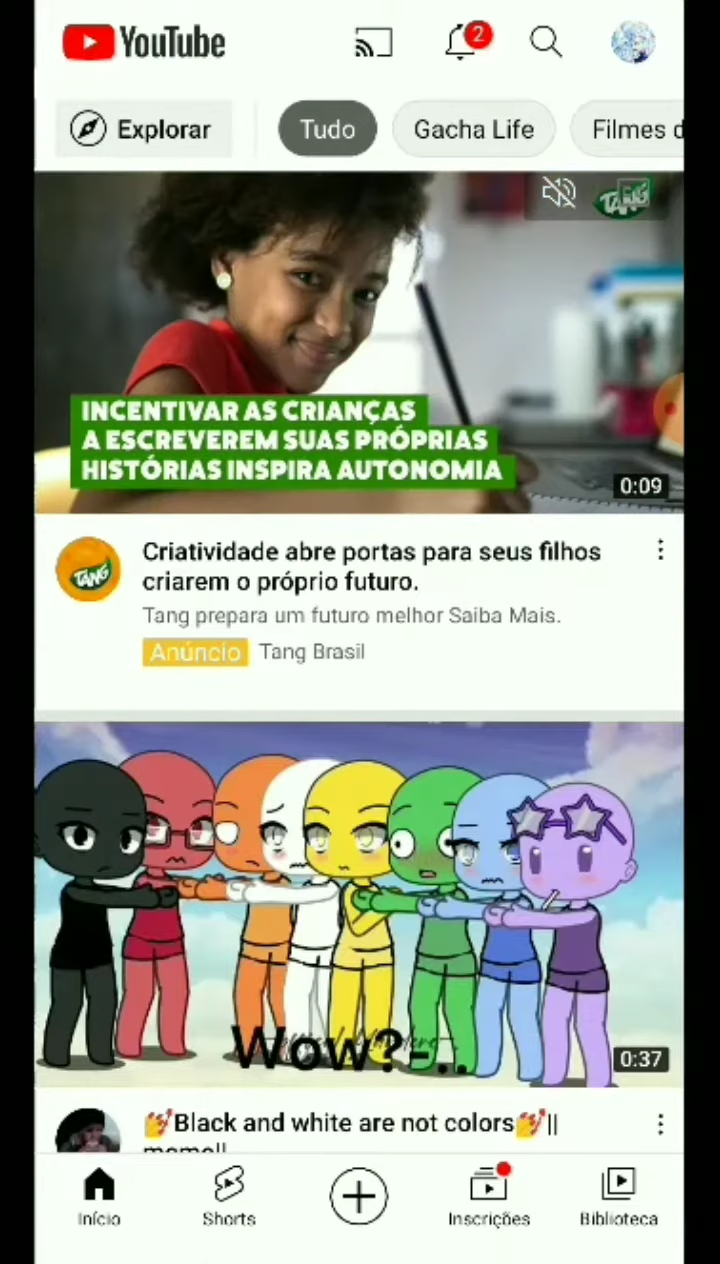 YouTube
2
Explorar
Tudo
Gacha Life
Filmes d
TANG
INCENTIVAR AS CRIANÇAS
A ESCREVEREM SUAS PRÓPRIAS
HISTÓRIAS INSPIRA AUTONOMIA
0:09
TANG
Criatividade abre portas para seus filhos
criarem o próprio futuro.
Tang prepara um futuro melhor Saiba Mais.
Anúncio Tang Brasil
Wow?-..
0:37
💅Black and white are not colors💅||
Início
Shorts
Inscrições
Biblioteca